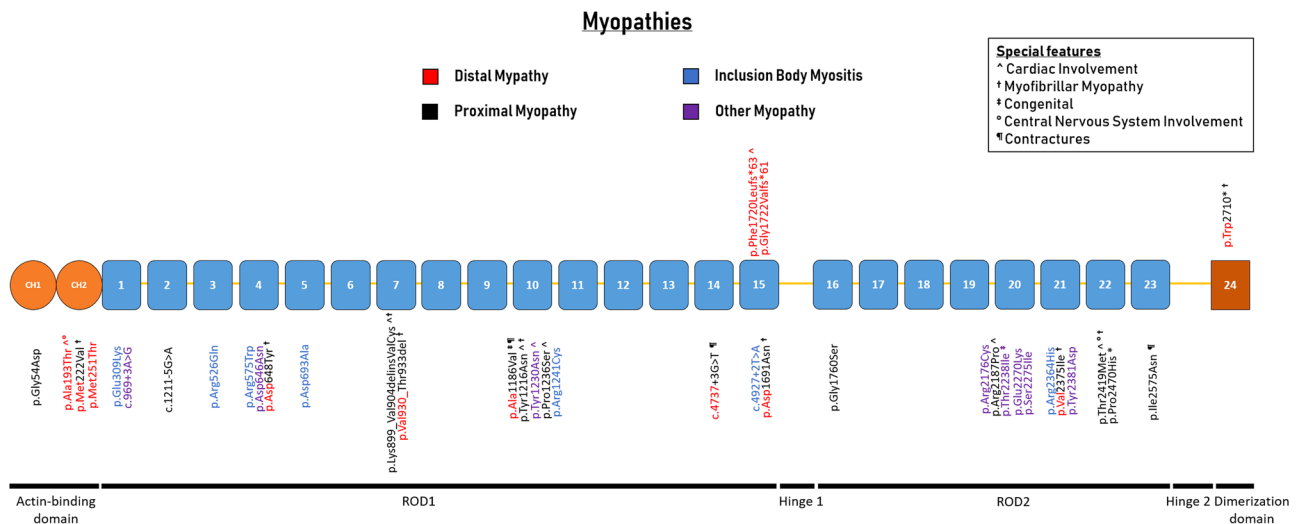 Myopathies
Distal Mypathy
Inclusion Body Myositis
Proximal Myopathy
Other Myopathy
Special features
^ Cardiac Involvement
† Myofibrillar Myopathy
‡ Congenital
° Central Nervous System Involvement
¶ Contractures
p.Phe1720Leufs*63 ^
p.Gly1722Valfs*61
p.Trp2710* †
CH1
CH2
1
2
3
4
5
6
7
8
9
10
11
12
13
14
15
16
17
18
19
20
21
22
23
24
p.Gly54Asp
p.Ala193Thr ^°
p.Met222Val †
p.Met251Thr
p.Glu309Lys
c.969+3A>G
c.1211-5G>A
p.Arg526Gln
p.Arg575Trp
p.Asp646Asn
p.Asp648Tyr †
p.Asp693Ala
p.Lys899_Val904delinsValCys ^†
p.Val930_Thr933del †
p.Ala1186Val ‡¶
p.Tyr1216Asn ^ †
p.Tyr1230Asn ^
p.Pro1236Ser ^
p.Arg1241Cys
c.4737+3G>T ¶
c.4927+2T>A
p.Asp1691Asn †
p.Gly1760Ser
p.Arg2176Cys
p.Arg2187Pro ^
p.Thr2238Ile *
p.Glu2270Lys
p.Ser2275Ile
p.Arg2364His
p.Val2375Ile †
p.Tyr2381Asp
p.Thr2419Met ^ ° †
p.Pro2470His *
p.Ile2575Asn ¶
Actin-binding
domain
ROD1
Hinge 1
ROD2
Hinge 2
Dimerization
domain